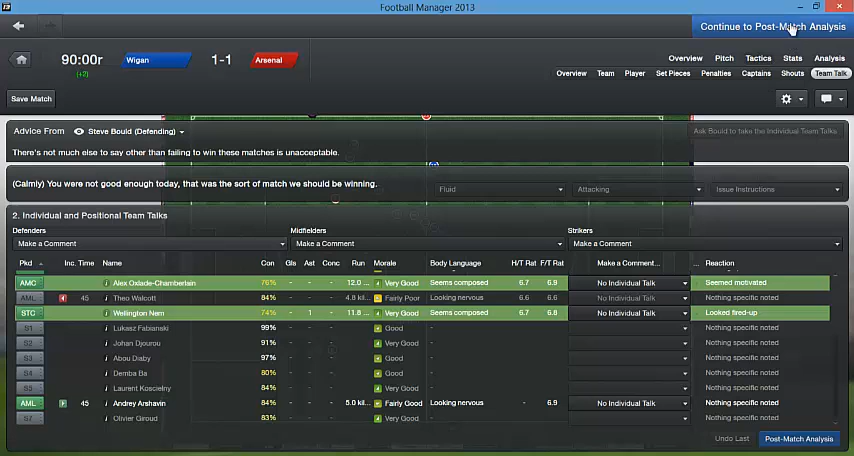 Football Manager 2013
Continue to Post-Match Analysis
90:00r Wigan 1-1 Arsenal
(+2)
Overview Pitch Tactics Stats Analysis
Overview Team Player Set Pieces Penalties Captains Shouts Team Talk
Save Match
Advice From Steve Bould (Defending) Ask Bould to take the Individual Team Talks
There's not much else to say other than failing to win these matches is unacceptable.
(Calmly) You were not good enough today, that was the sort of match we should be winning. Fluid Attacking Issue Instructions
2. Individual and Positional Team Talks
Defenders Midfielders Strikers
Make a Comment Make a Comment Make a Comment
Pkd Inc. Time Name Con Gls Ast Conc Run ... Morale Body Language H/T Rat F/T Rat Make a Comment... ... Reaction
AMC i Alex Oxlade-Chamberlain 76% - - - 12.0 ... Very Good Seems composed 6.7 6.9 No Individual Talk Seemed motivated
AML 45 i Theo Walcott 84% - - - 4.8 ki... Fairly Poor Looking nervous 6.6 6.6 No Individual Talk Nothing specific noted
STC i Wellington Nem 74% - 1 - 11.8 ... Very Good Seems composed 6.7 6.8 No Individual Talk Looked fired-up
S1 i Lukasz Fabianski 99% Good - Nothing specific noted
S2 i Johan Djourou 91% Very Good - Nothing specific noted
S3 i Abou Diaby 97% Good - Nothing specific noted
S4 i Demba Ba 80% Good - Nothing specific noted
S5 i Laurent Koscielny 84% Very Good - Nothing specific noted
AML 45 i Andrey Arshavin 84% - - - 5.0 ki... Fairly Good Looking nervous - 6.9 No Individual Talk Nothing specific noted
S7 i Olivier Giroud 83% Very Good - Nothing specific noted
Undo Last Post-Match Analysis